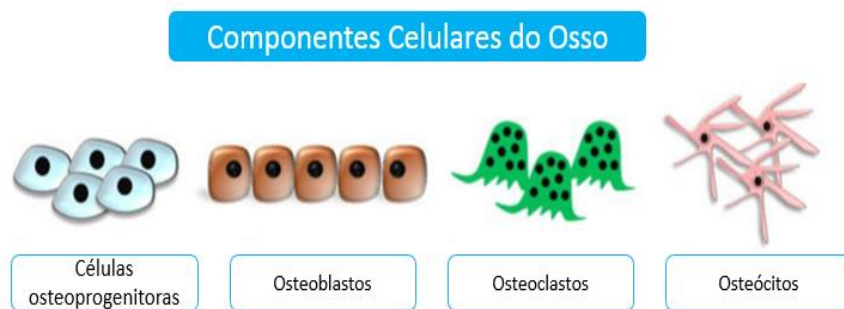 Componentes Celulares do Osso
Células
osteoprogenitoras
Osteoblastos
Osteoclastos
Osteócitos